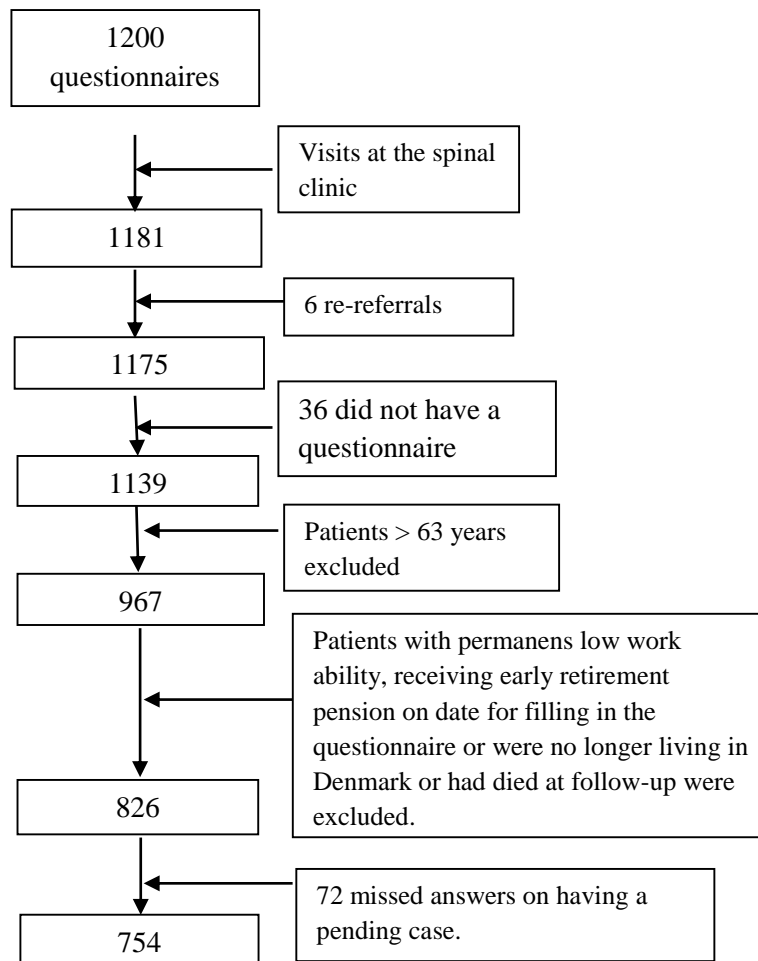 1200
questionnaires
Visits at the spinal
clinic
1181
6 re-referrals
1175
36 did not have a
questionnaire
1139
Patients > 63 years
excluded
967
Patients with permanens low work
ability, receiving early retirement
pension on date for filling in the
questionnaire or were no longer living in
Denmark or had died at follow-up were
excluded.
826
72 missed answers on having a
pending case.
754